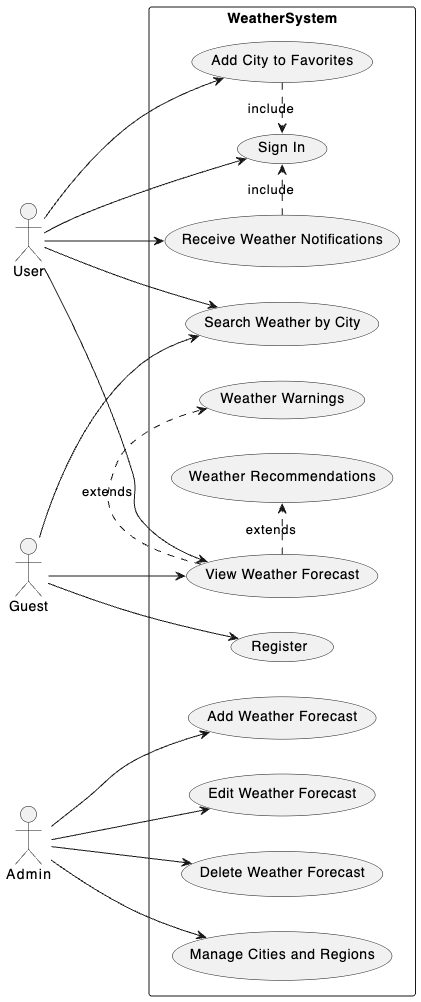 WeatherSystem
Add City to Favorites
include
Sign In
include
User
Receive Weather Notifications
Search Weather by City
Weather Warnings
Weather Recommendations
extends
extends
Guest
View Weather Forecast
Register
Add Weather Forecast
Edit Weather Forecast
Admin
Delete Weather Forecast
Manage Cities and Regions